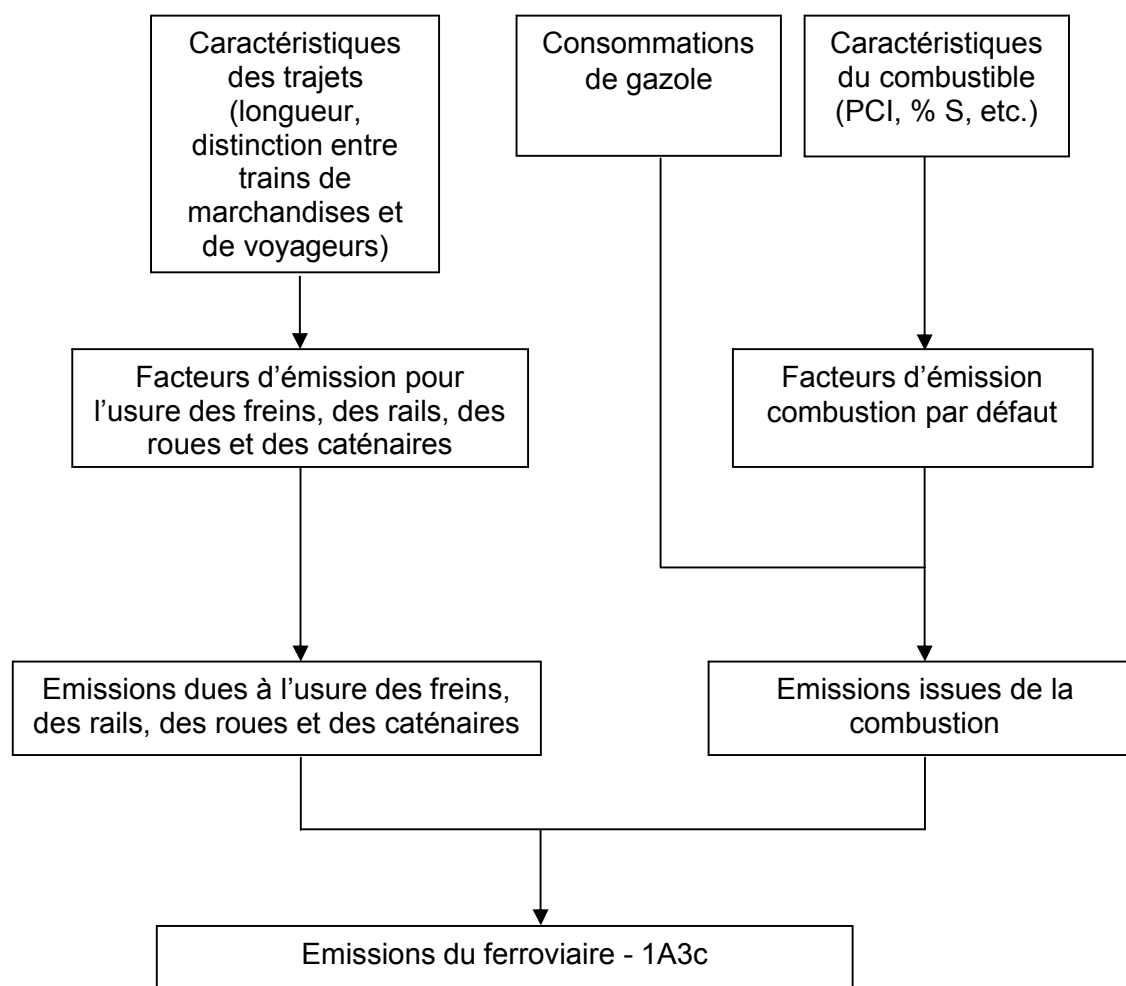 Caractéristiques
des trajets
(longueur,
distinction entre
trains de
marchandises et
de voyageurs)
Consommations
de gazole
Caractéristiques
du combustible
(PCI, % S, etc.)
Facteurs d’émission pour
l’usure des freins, des rails, des
roues et des caténaires
Facteurs d’émission
combustion par défaut
Emissions dues à l’usure des freins,
des rails, des roues et des caténaires
Emissions issues de la
combustion
Emissions du ferroviaire - 1A3c